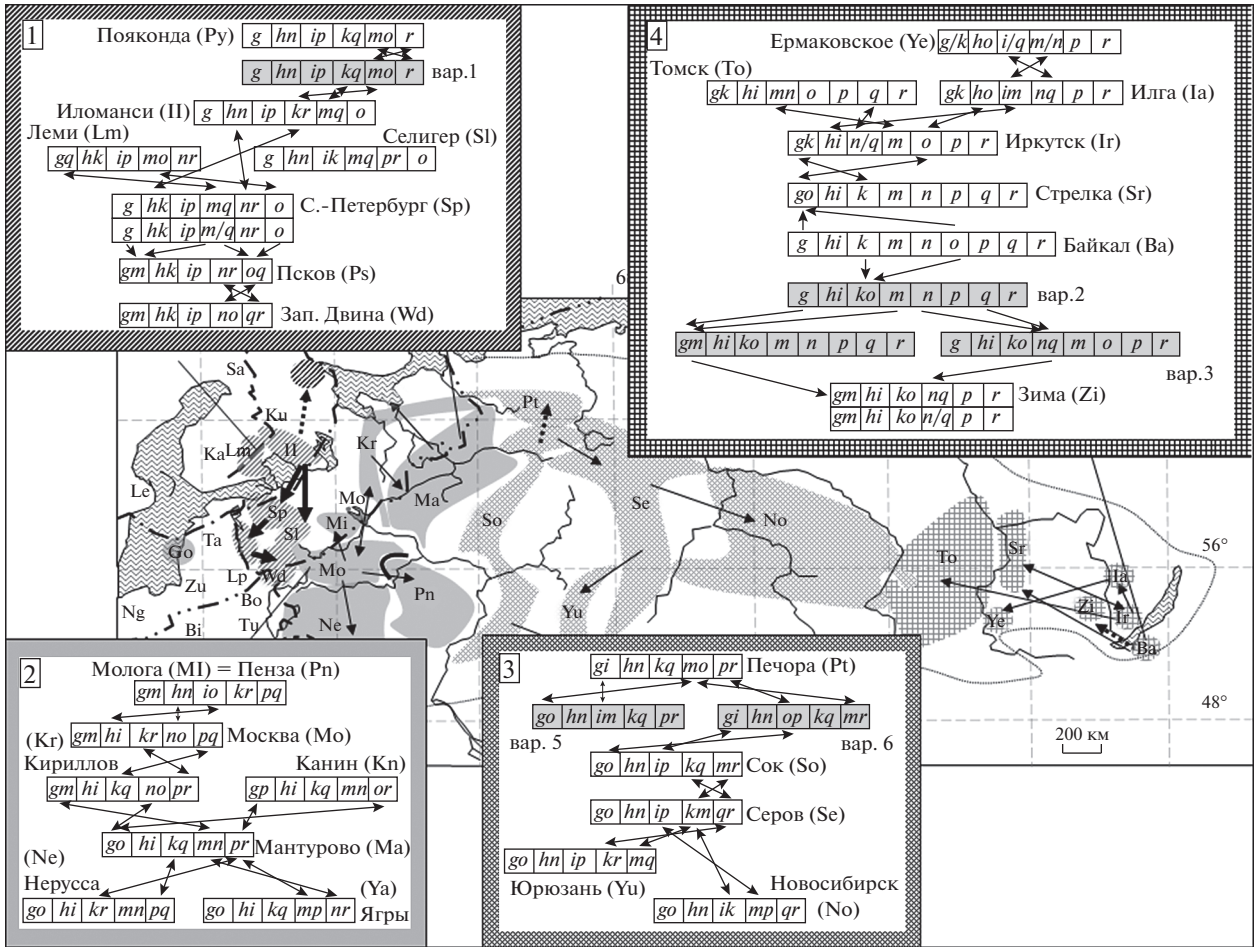 1
Пояконда (Py) g hn ip kq mo r
g hn ip kq mo r вар.1
Иломанси (Il) g hn ip kr mq o
Леми (Lm) gq hk ip mo nr
Селигер (Sl) g hn ik mq pr o
g hk ip mq nr o С.-Петербург (Sp)
g hk ip m/q nr o
gm hk ip nr oq Псков (Ps)
gm hk ip no qr Зап. Двина (Wd)
4
Ермаковское (Ye) g/k ho i/q m/n p r
Томск (To) gk hi mn o p q r
gk ho im nq p r Илга (Ia)
gk hi n/q m o p r Иркутск (Ir)
go hi k m n p q r Стрелка (Sr)
g hi k m n o p q r Байкал (Ba)
g hi ko m n p q r вар.2
gm hi ko m n p q r
g hi ko nq m o p r
вар.3
gm hi ko nq p r Зима (Zi)
gm hi ko n/q p r
6
Sa
Ku
Ka
Lm
Il
Le
Sp
Go
Ta
Sl
Lp
Wd
Zu
Bo
Ng
Bi
Tu
Kr
Mo
Ma
Mi
Mo
Pn
Ne
Pt
So
Se
Yu
No
To
Sr
Ye
Ia
Zi
Ir
Ba
56°
48°
200 км
2
Молога (MI) = Пенза (Pn)
gm hn io kr pq
gm hi kr no pq Москва (Mo)
(Kr)
Кириллов
gm hi kq no pr
Канин (Kn)
gp hi kq mn or
go hi kq mn pr Мантурово (Ma)
(Ne)
Нерусса
go hi kr mn pq
(Ya)
Ягры
go hi kq mp nr
3
gi hn kq mo pr Печора (Pt)
go hn im kq pr
gi hn op kq mr
вар. 5
вар. 6
go hn ip kq mr Сок (So)
go hn ip km qr Серов (Se)
go hn ip kr mq
Юрюзань (Yu)
Новосибирск
go hn ik mp qr (No)